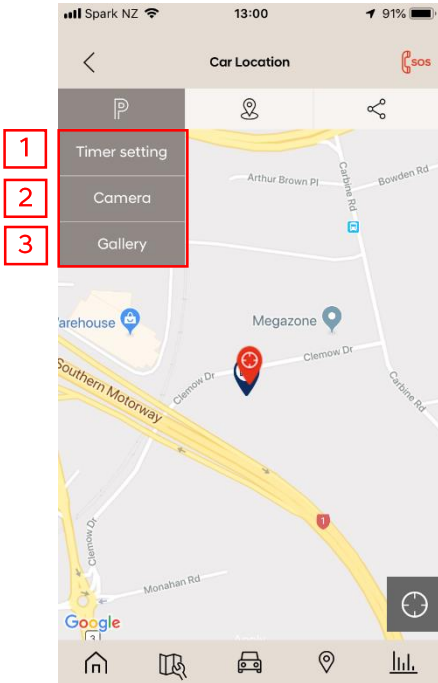 Spark NZ 13:00 91%
Car Location
sos
P
1 Timer setting
2 Camera
3 Gallery
Arthur Brown Pl
Carbine Rd
Bowden Rd
arehouse
Megazone
Clemow Dr
Clemow Dr
Southern Motorway
Carbine Rd
1
Clemow Dr
Monahan Rd
Google
3